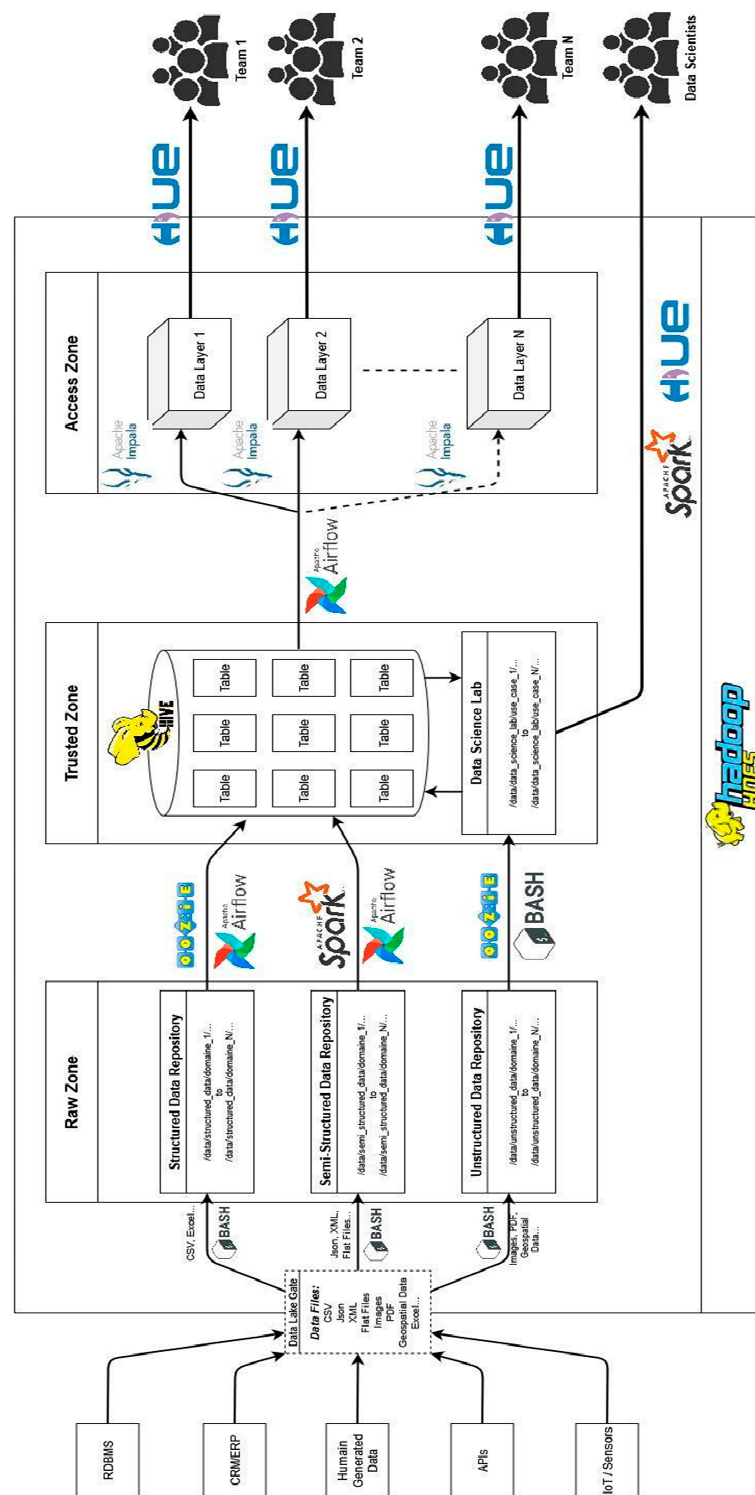 RDBMS
CRM/ERP
Humain
Generated
Data
APIs
IoT / Sensors
Data Lake Gate
Data Files:
CSV
Json
XML
Flat Files
Images
PDF
Geospatial Data
Excel...
CSV, Excel...
BASH
Json, XML,
Flat Files...
BASH
BASH
Images, PDF,
Geospatial
Data...
Raw Zone
Structured Data Repository
/data/structured_data/domaine_1/...
to
/data/structured_data/domaine_N/...
Semi-Structured Data Repository
/data/semi_structured_data/domaine_1/...
to
/data/semi_structured_data/domaine_N/...
Unstructured Data Repository
/data/unstructured_data/domaine_1/...
to
/data/unstructured_data/domaine_N/...
OOZIE
Apache
Airflow
APACHE
Spark
Apache
Airflow
OOZIE
BASH
Trusted Zone
HIVE
Table
Table
Table
Table
Table
Table
Table
Table
Table
Data Science Lab
/data/data_science_lab/use_case_1/...
to
/data/data_science_lab/use_case_N/...
Apache
Airflow
Access Zone
Apache
Impala
Data Layer 1
Apache
Impala
Data Layer 2
Apache
Impala
Data Layer N
HUE
Team 1
HUE
Team 2
HUE
Team N
APACHE
Spark
HUE
Data Scientists
hadoop
HDFS